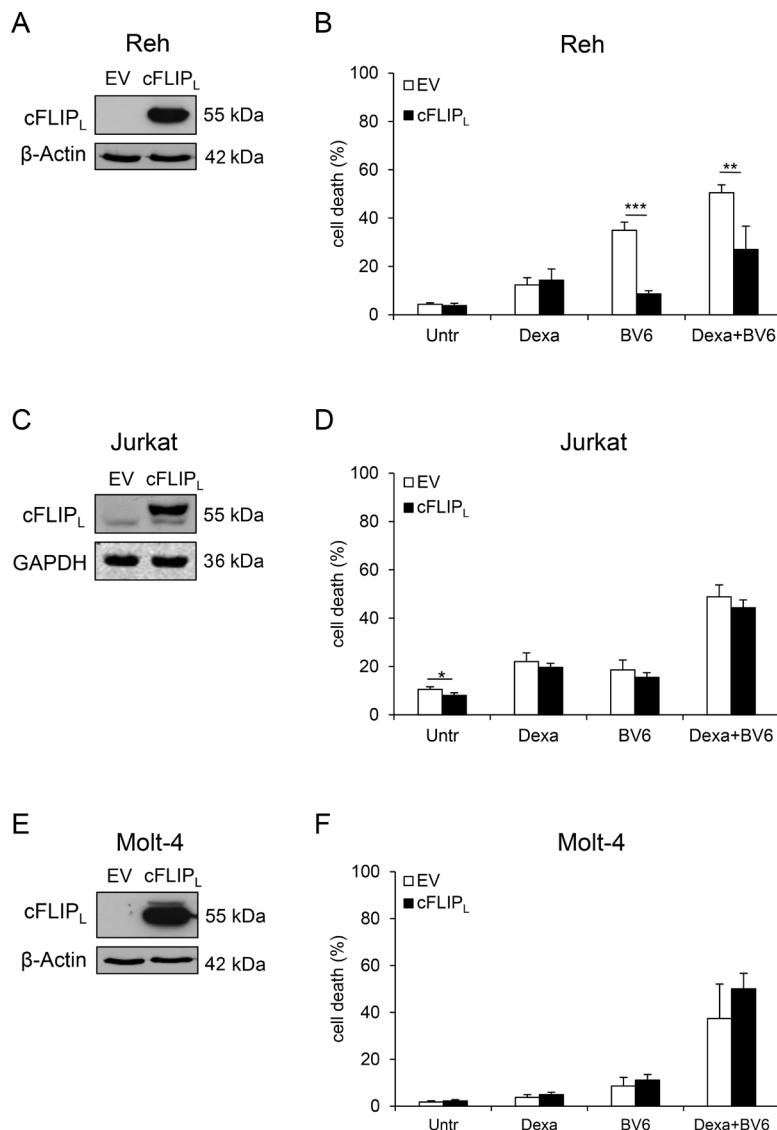 A
Reh
EV cFLIPL
cFLIPL
55 kDa
β-Actin
42 kDa
B
Reh
EV
cFLIPL
cell death (%)
100
80
60
40
20
0
***
**
Untr Dexa BV6 Dexa+BV6
C
Jurkat
EV cFLIPL
cFLIPL
55 kDa
GAPDH
36 kDa
D
Jurkat
EV
cFLIPL
cell death (%)
100
80
60
40
20
0
*
Untr Dexa BV6 Dexa+BV6
E
Molt-4
EV cFLIPL
cFLIPL
55 kDa
β-Actin
42 kDa
F
Molt-4
EV
cFLIPL
cell death (%)
100
80
60
40
20
0
Untr Dexa BV6 Dexa+BV6